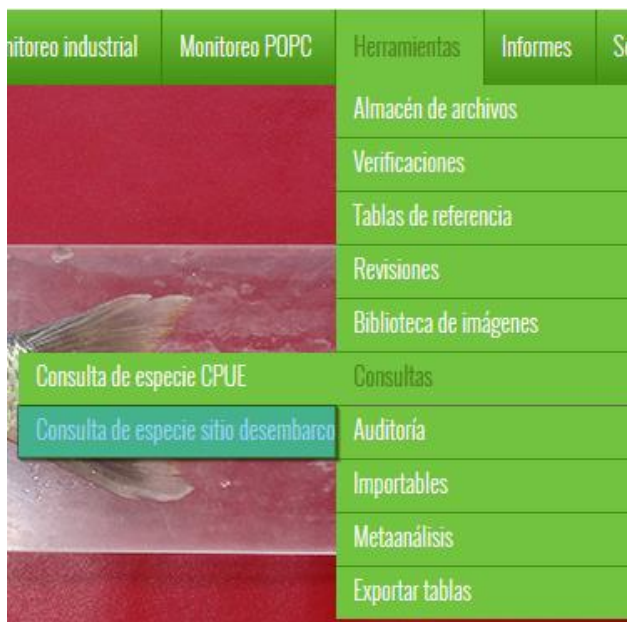 itoreo industrial Monitoreo POPC Herramientas Informes
Almacén de archivos
Verificaciones
Tablas de referencia
Revisiones
Biblioteca de imágenes
Consulta de especie CPUE Consultas
Consulta de especie sitio desembarco Auditoría
Importables
Metaanálisis
Exportar tablas